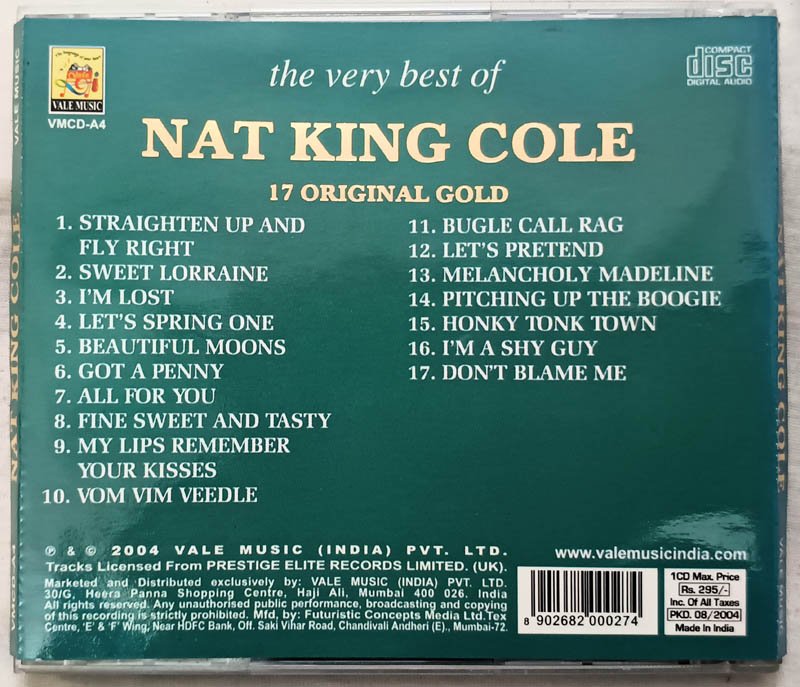 VALE MUSIC
VMCD-A4
the very best of
COMPACT
disc
DIGITAL AUDIO
NAT KING COLE
17 ORIGINAL GOLD
1. STRAIGHTEN UP AND
FLY RIGHT
2. SWEET LORRAINE
3. I'M LOST
4. LET'S SPRING ONE
5. BEAUTIFUL MOONS
6. GOT A PENNY
7. ALL FOR YOU
8. FINE SWEET AND TASTY
9. MY LIPS REMEMBER
YOUR KISSES
10. VOM VIM VEEDLE
11. BUGLE CALL RAG
12. LET'S PRETEND
13. MELANCHOLY MADELINE
14. PITCHING UP THE BOOGIE
15. HONKY TONK TOWN
16. I'M A SHY GUY
17. DON'T BLAME ME
℗ & © 2004 VALE MUSIC (INDIA) PVT. LTD.
Tracks Licensed From PRESTIGE ELITE RECORDS LIMITED. (UK).
Marketed and Distributed exclusively by: VALE MUSIC (INDIA) PVT. LTD.
30/G, Heera Panna Shopping Centre, Haji Ali, Mumbai 400 026. India
All rights reserved. Any unauthorised public performance, broadcasting and copying
of this recording is strictly prohibited. Mfd, by: Futuristic Concepts Media Ltd.Tex
Centre, 'E' & 'F' Wing, Near HDFC Bank, Off. Saki Vihar Road, Chandivali Andheri (E)., Mumbai-72.
www.valemusicindia.com
8 902682 000274
1CD Max. Price
Rs. 295/-
Inc. Of All Taxes
PKD. 08/2004
Made In India
VALE MUSIC
NAT KING COLE
NAT KING COLE